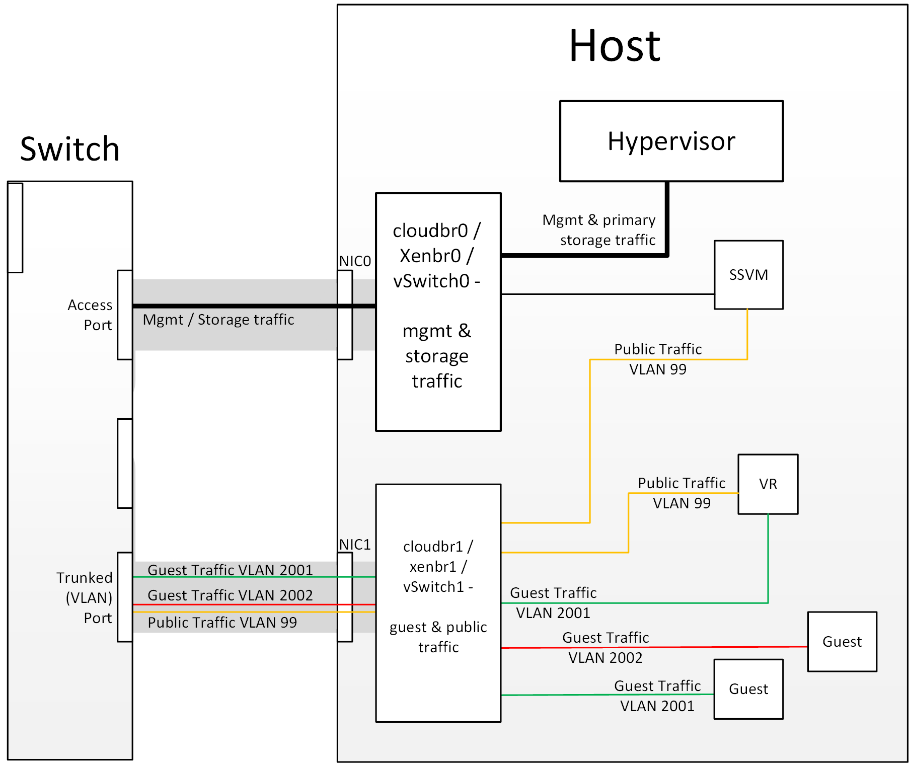 Host
Switch
Hypervisor
Mgmt & primary
storage traffic
cloudbr0 /
Xenbr0 /
vSwitch0 -
mgmt &
storage
traffic
NIC0
SSVM
Access
Port
Mgmt / Storage traffic
Public Traffic
VLAN 99
Public Traffic
VLAN 99
VR
NIC1
cloudbr1 /
xenbr1 /
vSwitch1 -
guest & public
traffic
Trunked
(VLAN)
Port
Guest Traffic VLAN 2001
Guest Traffic VLAN 2002
Public Traffic VLAN 99
Guest Traffic
VLAN 2001
Guest Traffic
VLAN 2002
Guest
Guest Traffic
VLAN 2001
Guest